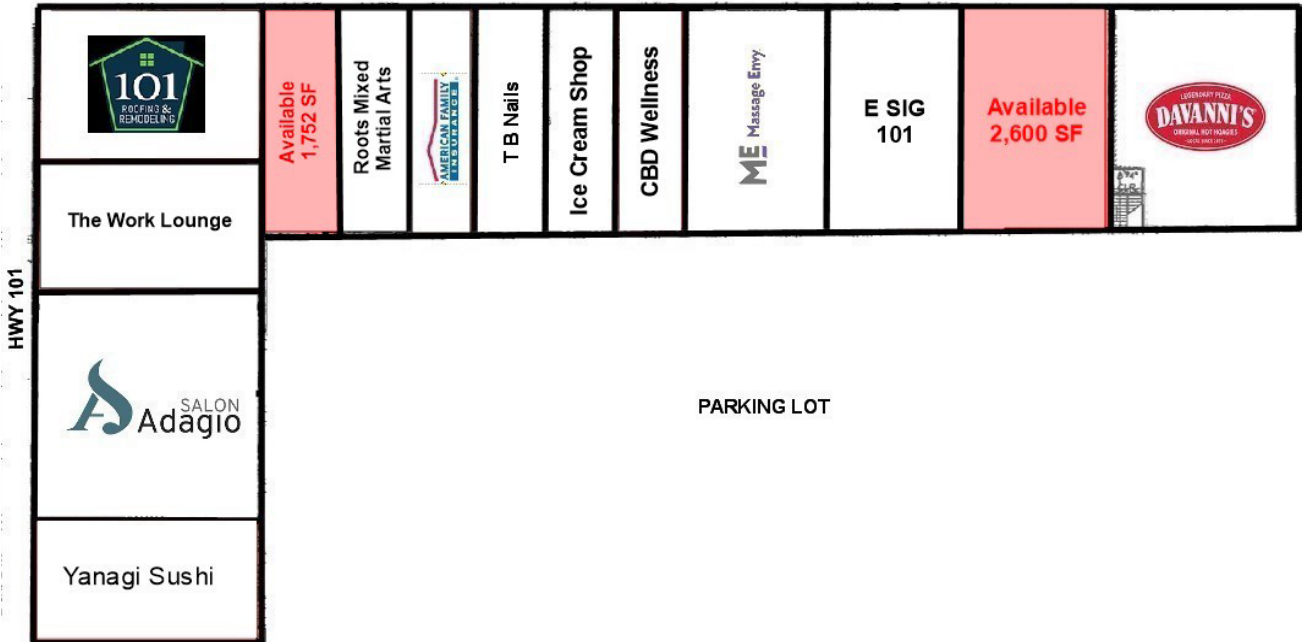 101
ROOFING &
REMODELING
The Work Lounge
HWY 101
SALON
Adagio
Yanagi Sushi
Available
1,752 SF
Roots Mixed
Martial Arts
AMERICAN FAMILY
INSURANCE
T B Nails
Ice Cream Shop
CBD Wellness
ME Massage Envy
E SIG
101
Available
2,600 SF
LEGENDARY PIZZA
DAVANNI'S
ORIGINAL HOT HOAGIES
PARKING LOT